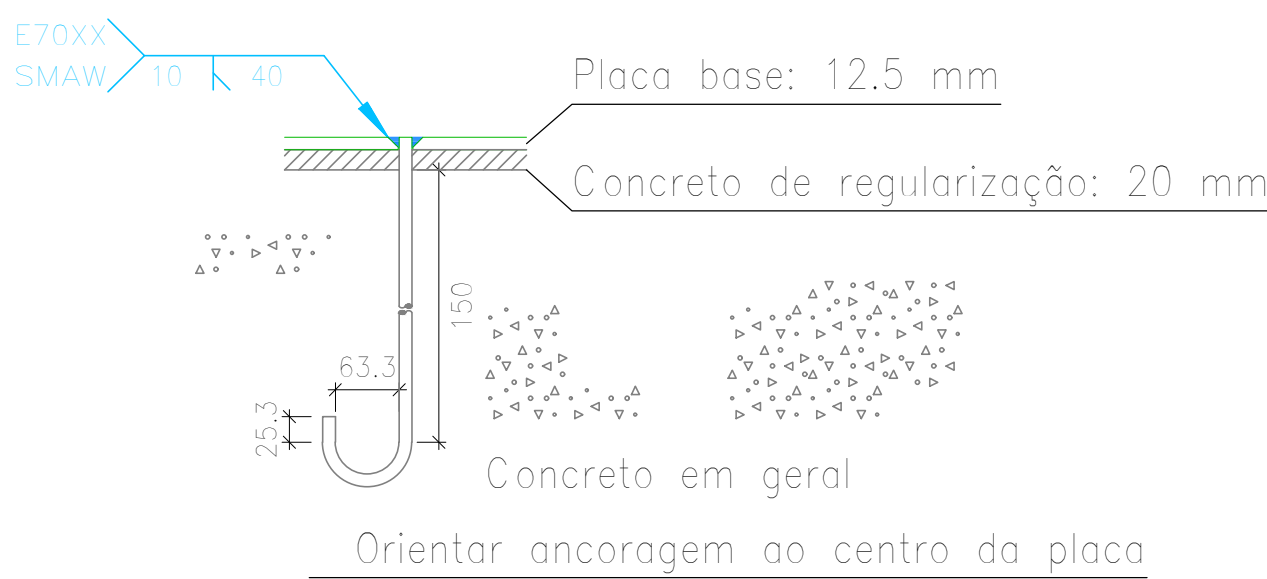 E70XX
SMAW 10 40
Placa base: 12.5 mm
Concreto de regularização: 20 mm
150
63.3
25.3
Concreto em geral
Orientar ancoragem ao centro da placa